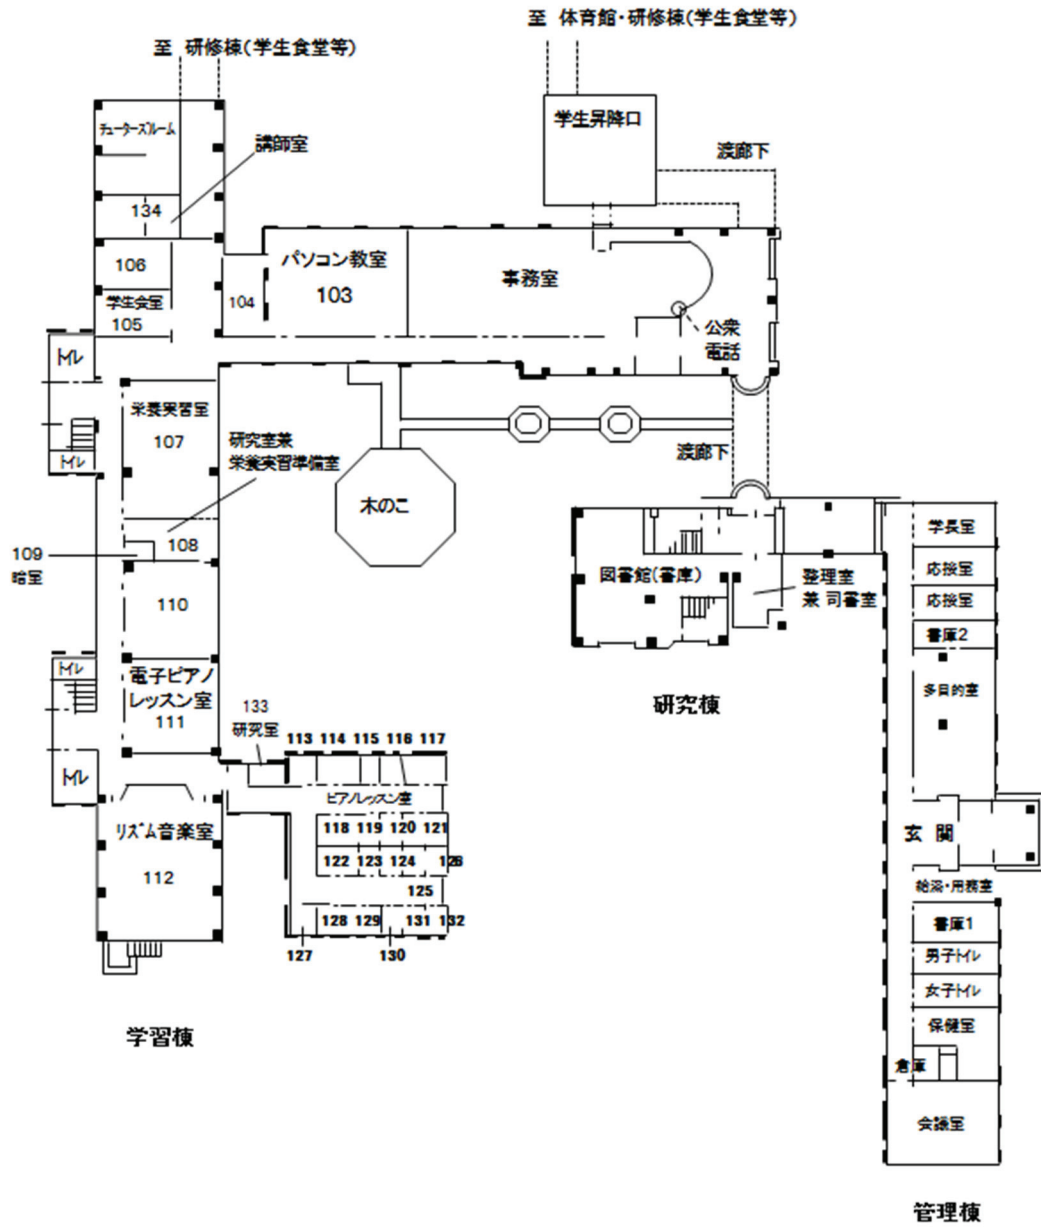 至 体育館・研修棟(学生食堂等)
至 研修棟(学生食堂等)
学生昇降口
チューターズルーム
講師室
渡廊下
134
106
パソコン教室
103
事務室
104
学生会室
105
公衆
電話
トイレ
栄養実習室
107
研究室兼
栄養実習準備室
渡廊下
トイレ
木のこ
学長室
109
暗室
108
応接室
図書館(書庫)
整理室
兼 司書室
110
応接室
書庫2
トイレ
電子ピアノ
レッスン室
111
多目的室
研究棟
133
研究室
113 114 115 116 117
トイレ
ピアノレッスン室
リズム音楽室
112
118 119 120 121
玄 関
122 123 124 126
125
給湯・用務室
128 129 131 132
書庫1
127 130
男子トイレ
女子トイレ
学習棟
保健室
倉庫
会議室
管理棟